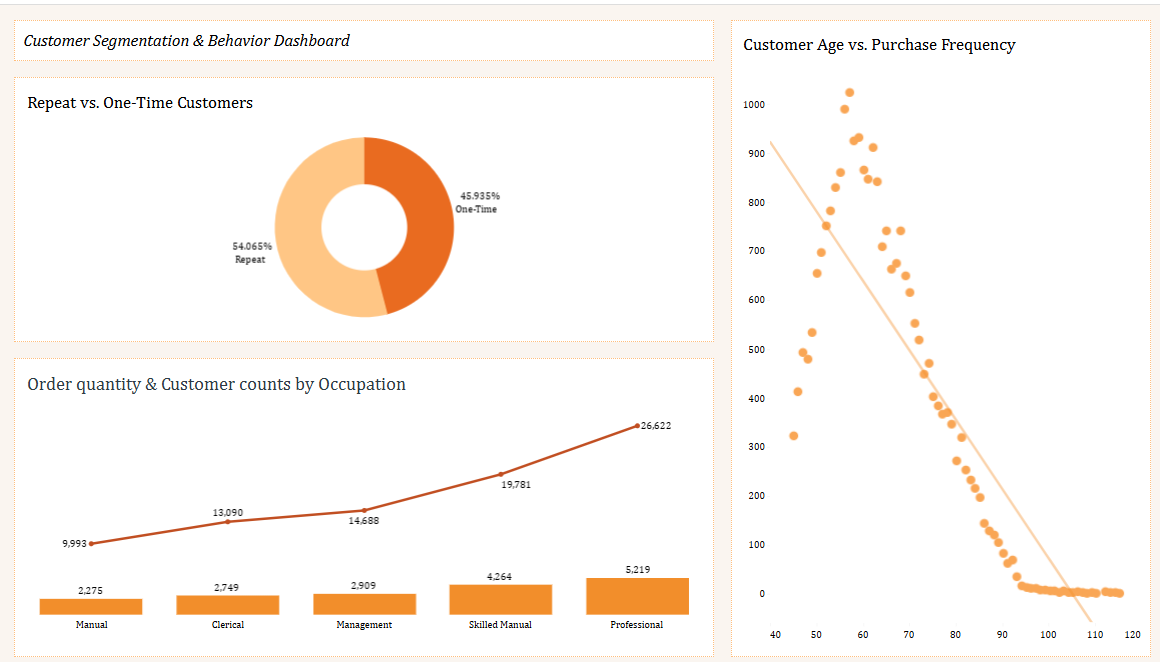 Customer Segmentation & Behavior Dashboard
Repeat vs. One-Time Customers
45.935%
One-Time
54.065%
Repeat
Order quantity & Customer counts by Occupation
26,622
19,781
14,688
13,090
9,993
2,275
2,749
2,909
4,264
5,219
Manual
Clerical
Management
Skilled Manual
Professional
Customer Age vs. Purchase Frequency
1000
900
800
700
600
500
400
300
200
100
0
40 50 60 70 80 90 100 110 120